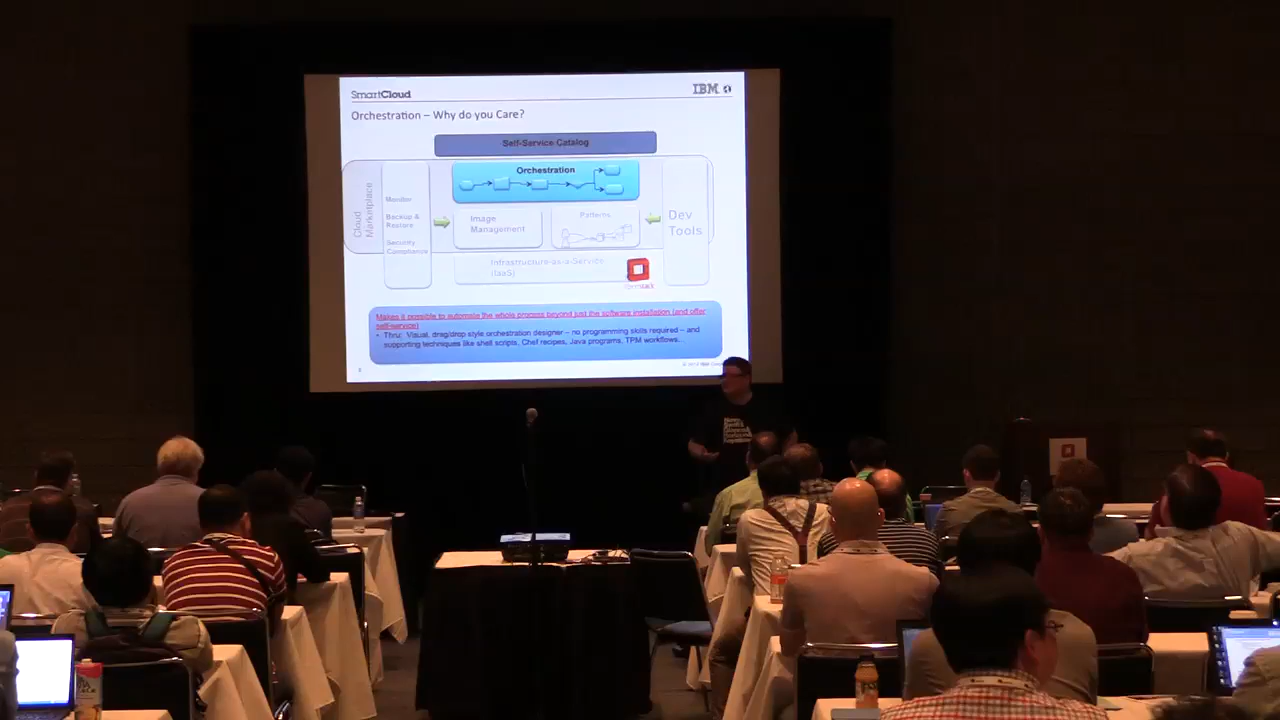 SmartCloud
IBM
Orchestration – Why do you Care?
Self-Service Catalog
Cloud
Marketplace
Monitor
Backup &
Restore
Security
Compliance
Orchestration
Image
Management
Patterns
Dev
Tools
Infrastructure-as-a-Service
(IaaS)
Makes it possible to automate the whole process beyond just the software installation (and offer
self-service)
• Thru: Visual, drag/drop style orchestration designer – no programming skills required – and
supporting techniques like shell scripts, Chef recipes, Java programs, TPM workflows...